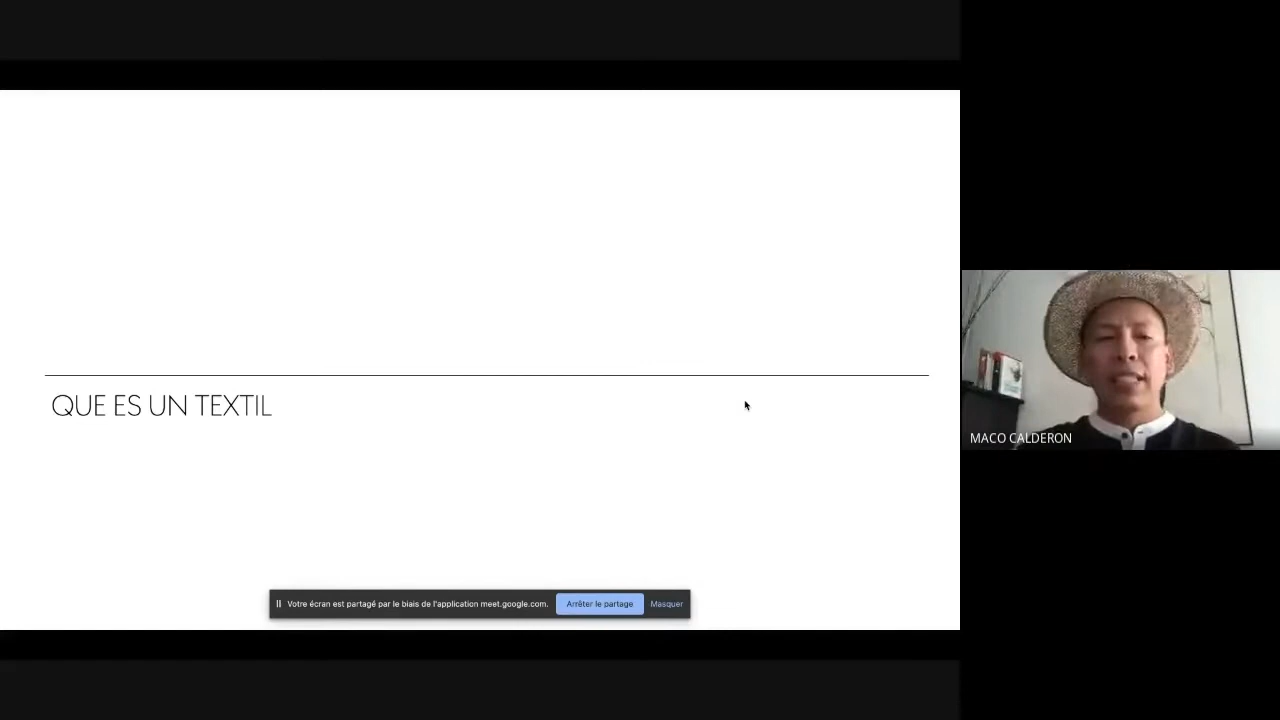 QUE ES UN TEXTIL
MACO CALDERON
Votre écran est partagé par le biais de l'application meet.google.com.
Arrêter le partage
Masquer